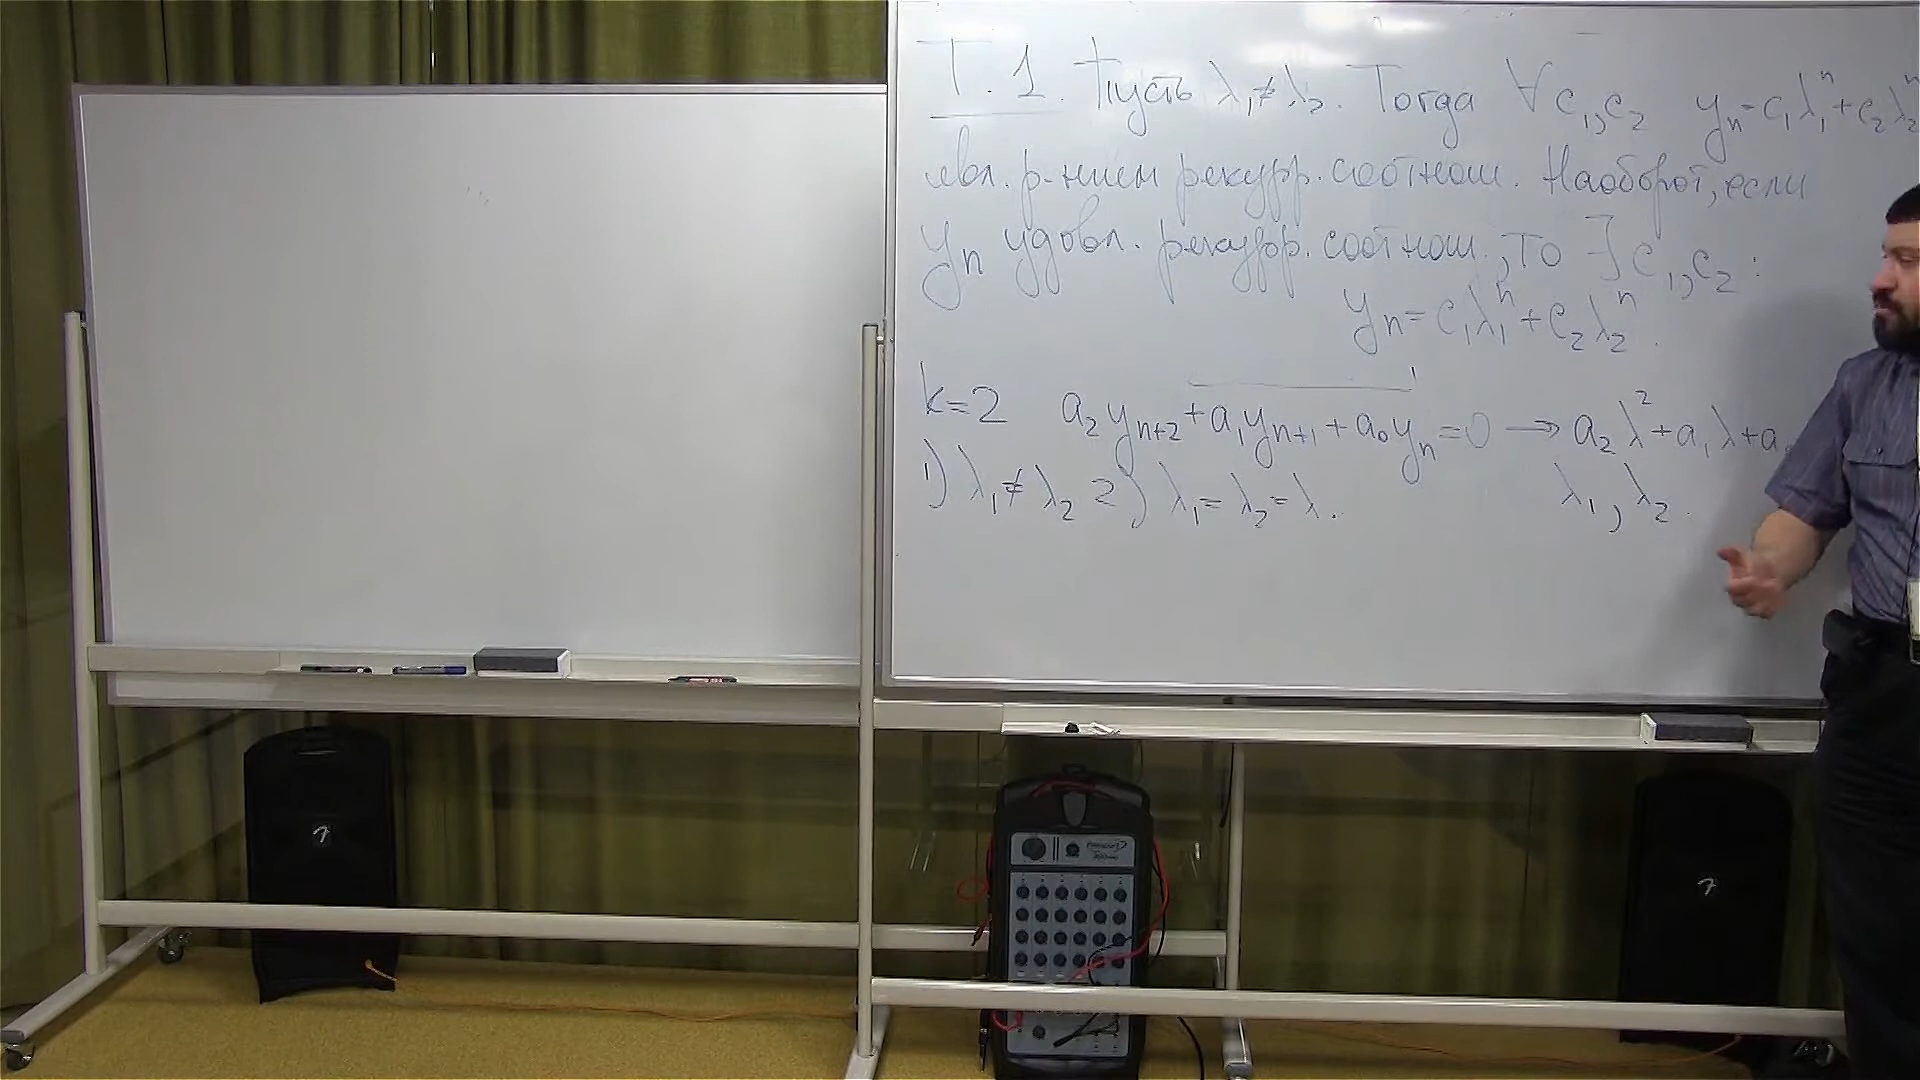 Т. 1. Пусть λ₁ ≠ λ₂. Тогда ∀ c₁, c₂ yₙ = c₁λ₁ⁿ + c₂λ₂ⁿ
явл. р-нием рекурр. соотнош. Наоборот, если
yₙ удовл. рекурр. соотнош., то ∃ c₁, c₂ :
yₙ = c₁λ₁ⁿ + c₂λ₂ⁿ.
k=2 a₂yₙ₊₂ + a₁yₙ₊₁ + a₀yₙ = 0 → a₂λ² + a₁λ + a₀
1) λ₁ ≠ λ₂ 2) λ₁ = λ₂ = λ. λ₁, λ₂.